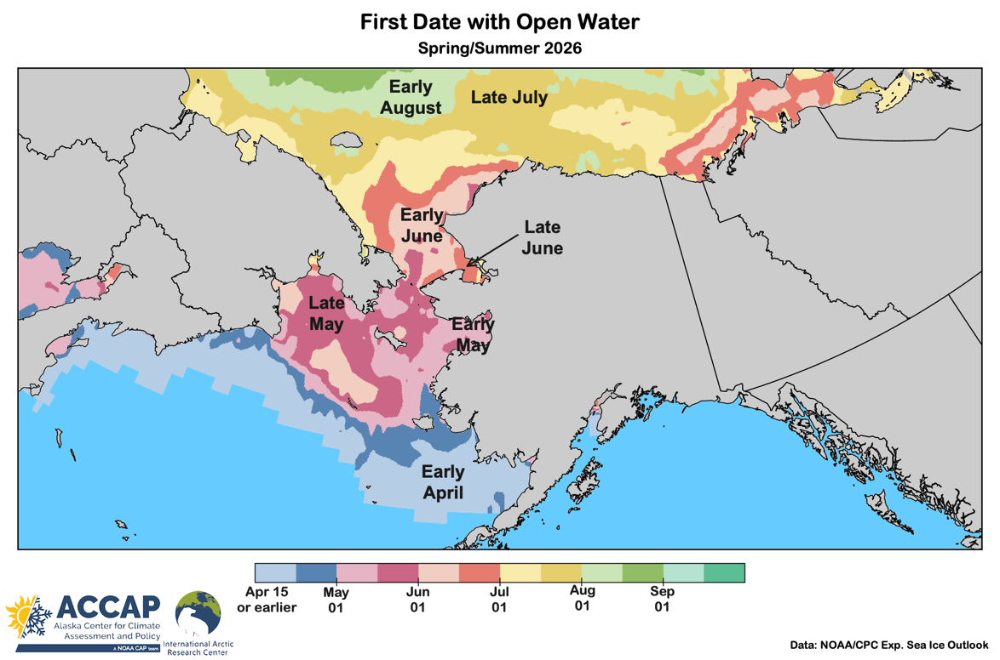 First Date with Open Water
Spring/Summer 2026
Early
August
Late July
Early
June
Late
June
Late
May
Early
May
Early
April
Apr 15
or earlier
May
01
Jun
01
Jul
01
Aug
01
Sep
01
ACCAP
Alaska Center for Climate
Assessment and Policy
A NOAA CAP team
International Arctic
Research Center
Data: NOAA/CPC Exp. Sea Ice Outlook